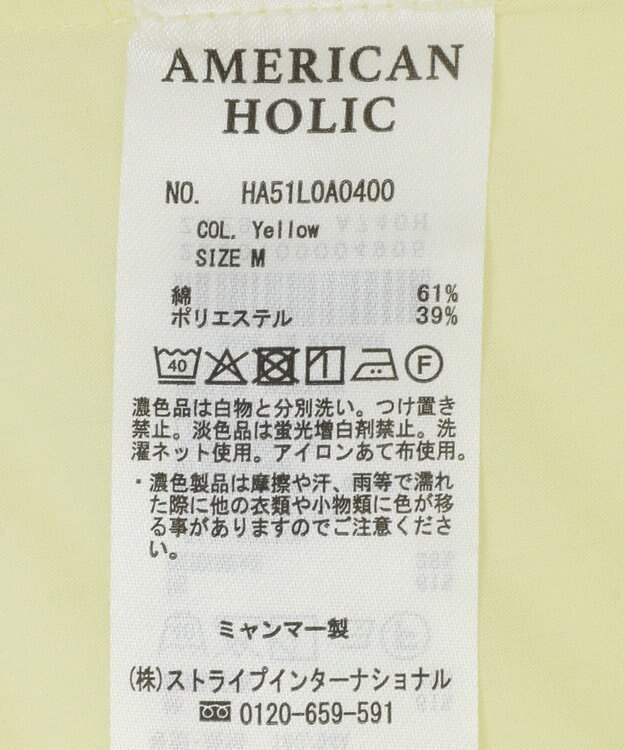 AMERICAN
HOLIC
NO. HA51L0A0400
COL. Yellow
SIZE M
綿 61%
ポリエステル 39%
40 F
濃色品は白物と分別洗い。つけ置き
禁止。淡色品は蛍光増白剤禁止。洗
濯ネット使用。アイロンあて布使用。
・濃色製品は摩擦や汗、雨等で濡れ
た際に他の衣類や小物類に色が移
る事がありますのでご注意くださ
い。
ミャンマー製
(株)ストライプインターナショナル
0120-659-591